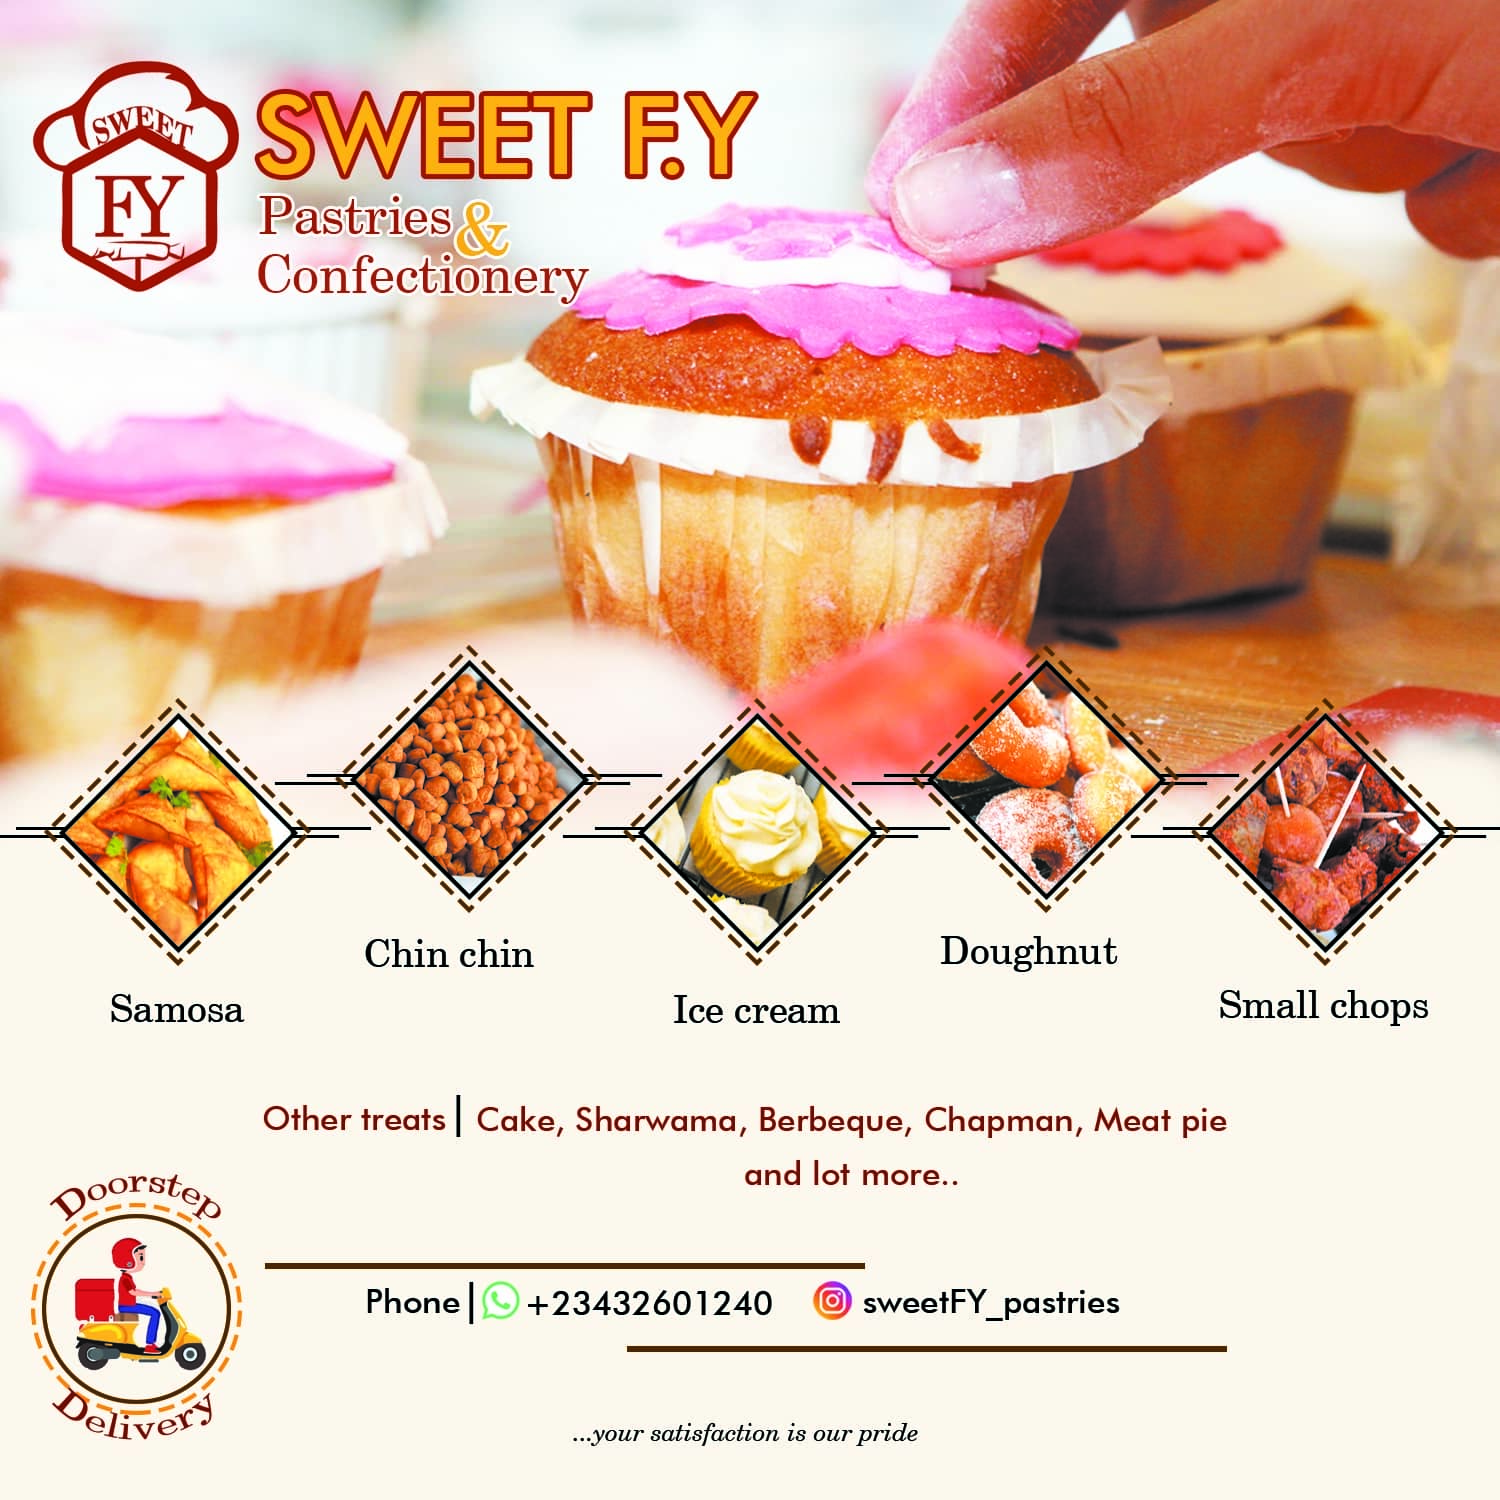 SWEET
FY
SWEET F.Y
Pastries &
Confectionery
Samosa
Chin chin
Ice cream
Doughnut
Small chops
Other treats | Cake, Sharwama, Berbeque, Chapman, Meat pie
and lot more..
Doorstep
Delivery
Phone | +23432601240 sweetFY_pastries
...your satisfaction is our pride